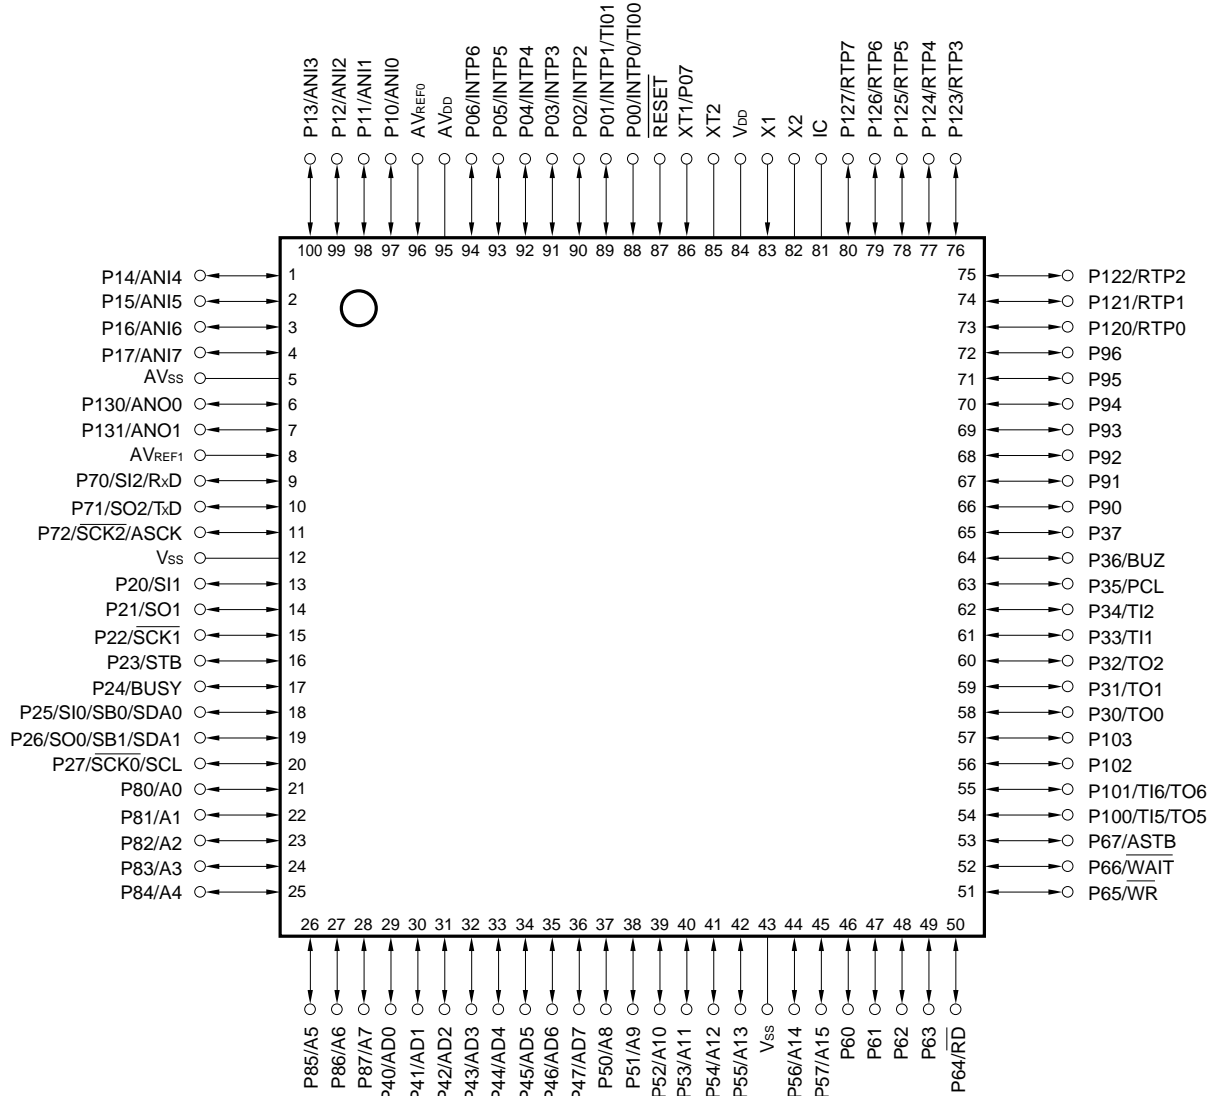 P13/ANI3
P12/ANI2
P11/ANI1
P10/ANI0
AVREF0
AVDD
P06/INTP6
P05/INTP5
P04/INTP4
P03/INTP3
P02/INTP2
P01/INTP1/TI01
P00/INTP0/TI00
RESET
XT1/P07
XT2
VDD
X1
X2
IC
P127/RTP7
P126/RTP6
P125/RTP5
P124/RTP4
P123/RTP3
100 99 98 97 96 95 94 93 92 91 90 89 88 87 86 85 84 83 82 81 80 79 78 77 76
P14/ANI4 1
P15/ANI5 2
P16/ANI6 3
P17/ANI7 4
AVSS 5
P130/ANO0 6
P131/ANO1 7
AVREF1 8
P70/SI2/RxD 9
P71/SO2/TxD 10
P72/SCK2/ASCK 11
VSS 12
P20/SI1 13
P21/SO1 14
P22/SCK1 15
P23/STB 16
P24/BUSY 17
P25/SI0/SB0/SDA0 18
P26/SO0/SB1/SDA1 19
P27/SCK0/SCL 20
P80/A0 21
P81/A1 22
P82/A2 23
P83/A3 24
P84/A4 25
75 P122/RTP2
74 P121/RTP1
73 P120/RTP0
72 P96
71 P95
70 P94
69 P93
68 P92
67 P91
66 P90
65 P37
64 P36/BUZ
63 P35/PCL
62 P34/TI2
61 P33/TI1
60 P32/TO2
59 P31/TO1
58 P30/TO0
57 P103
56 P102
55 P101/TI6/TO6
54 P100/TI5/TO5
53 P67/ASTB
52 P66/WAIT
51 P65/WR
26 27 28 29 30 31 32 33 34 35 36 37 38 39 40 41 42 43 44 45 46 47 48 49 50
P85/A5
P86/A6
P87/A7
P40/AD0
P41/AD1
P42/AD2
P43/AD3
P44/AD4
P45/AD5
P46/AD6
P47/AD7
P50/A8
P51/A9
P52/A10
P53/A11
P54/A12
P55/A13
VSS
P56/A14
P57/A15
P60
P61
P62
P63
P64/RD